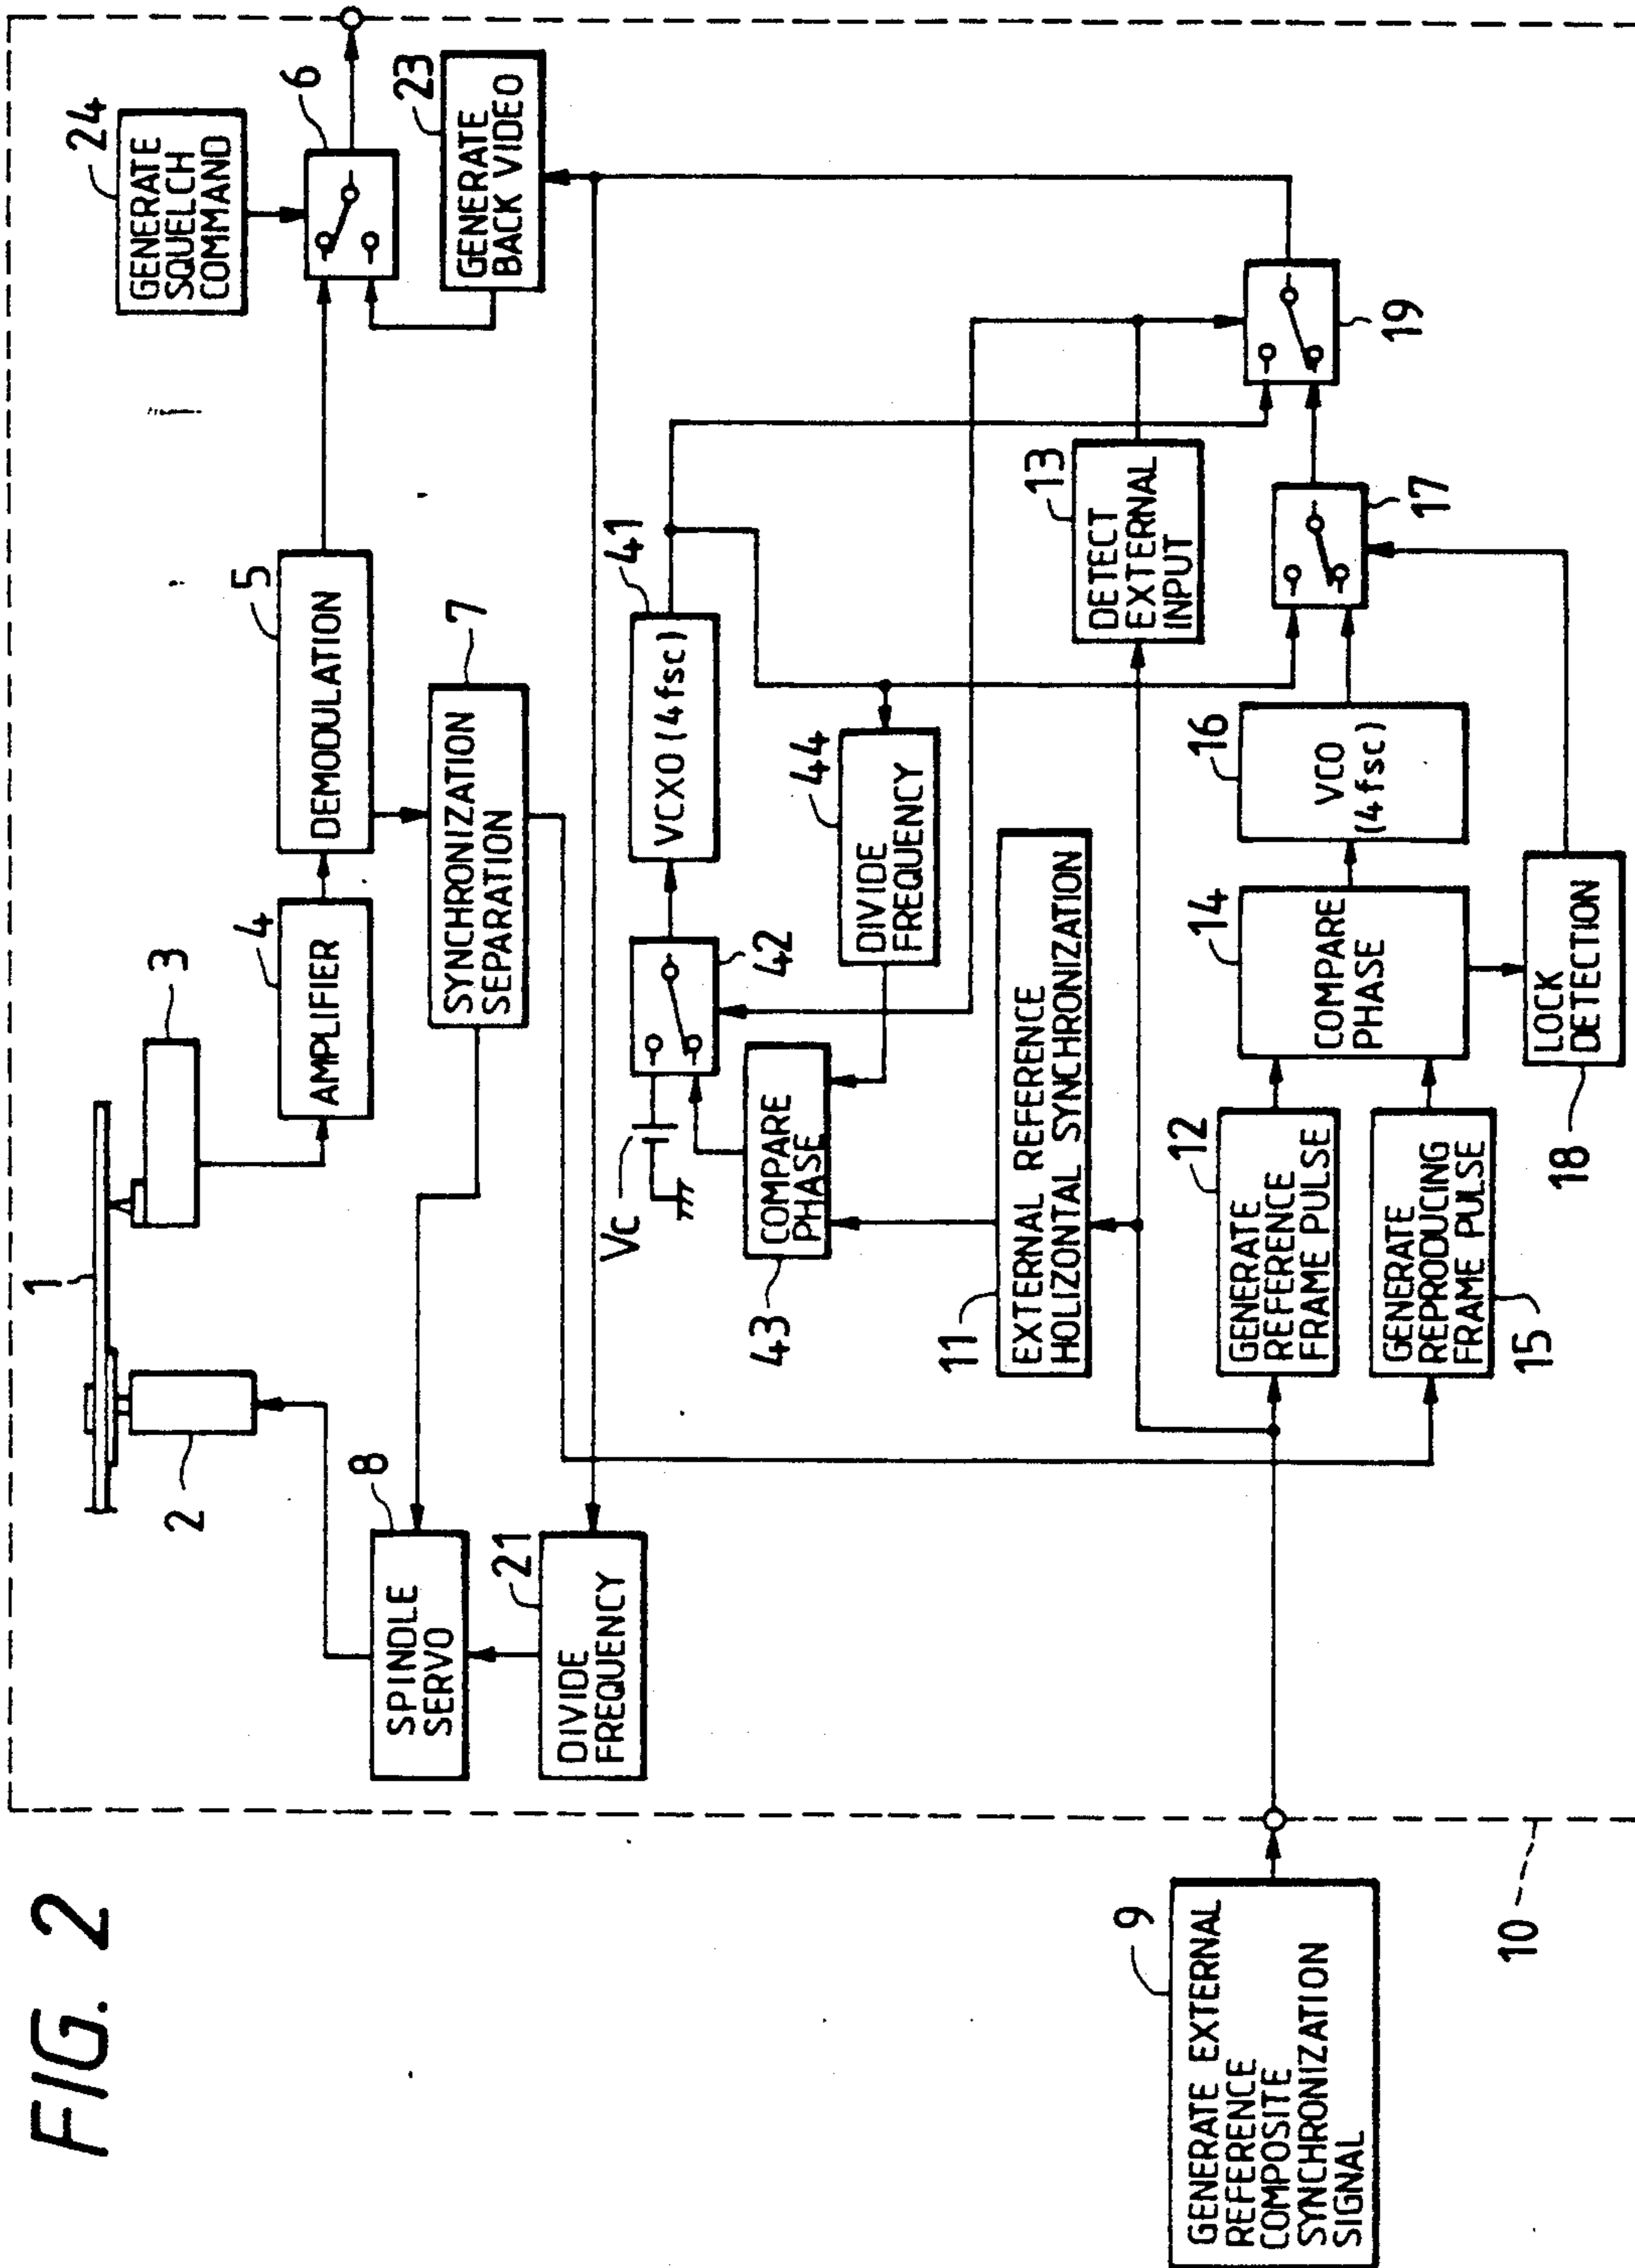 FIG. 2
1
2
3
4
AMPLIFIER
5
DEMODULATION
24
GENERATE
SQUELCH
COMMAND
6
23
GENERATE
BACK VIDEO
7
SYNCHRONIZATION
SEPARATION
8
SPINDLE
SERVO
21
DIVIDE
FREQUENCY
Vc
42
41
VCXO (4fsc)
43
COMPARE
PHASE
44
DIVIDE
FREQUENCY
11
EXTERNAL REFERENCE
HOLIZONTAL SYNCHRONIZATION
13
DETECT
EXTERNAL
INPUT
19
9
GENERATE EXTERNAL
REFERENCE
COMPOSITE
SYNCHRONIZATION
SIGNAL
10
12
GENERATE
REFERENCE
FRAME PULSE
15
GENERATE
REPRODUCING
FRAME PULSE
14
COMPARE
PHASE
16
VCO
(4fsc)
17
18
LOCK
DETECTION